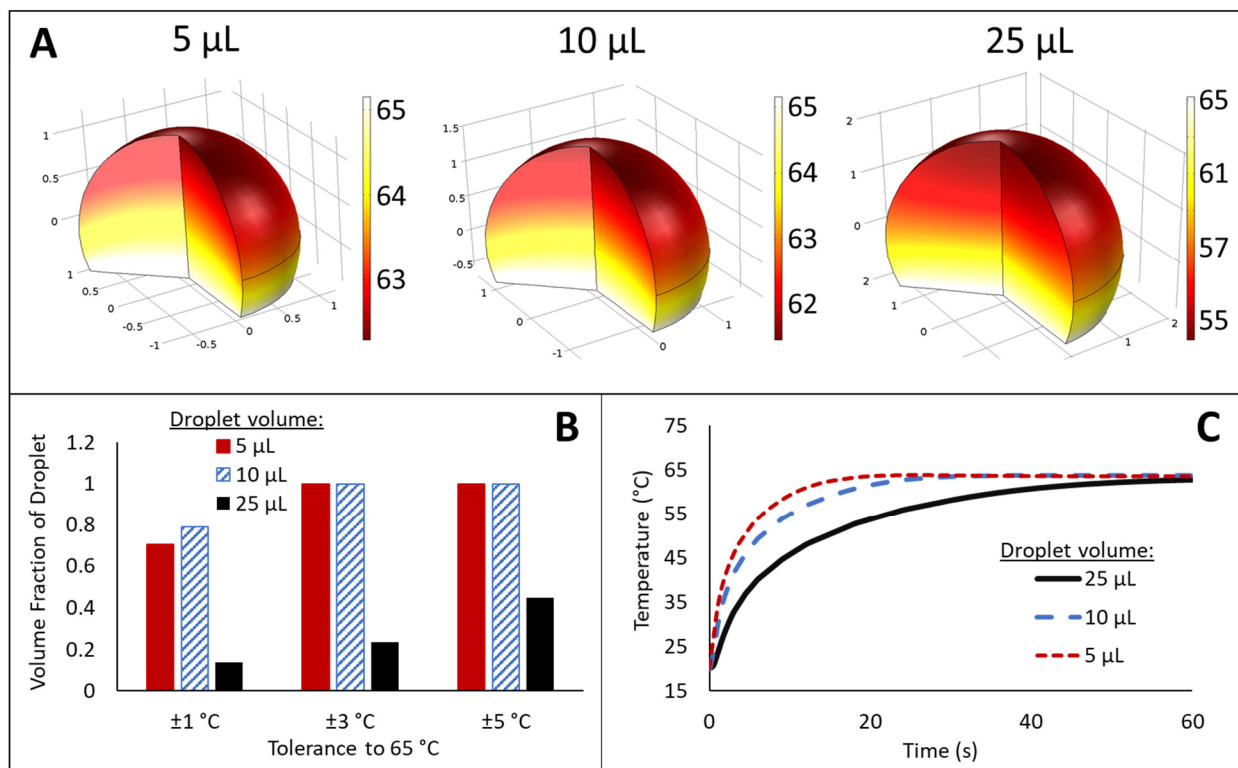 A
5 µL
10 µL
25 µL
65
64
63
1
0.5
0
1
0.5
0
-0.5
-1
-0.5
0
0.5
1
65
64
63
62
1.5
1
0.5
0
-0.5
1
0
-1
0
1
65
61
57
55
2
1
0
2
1
0
1
2
B
Droplet volume:
5 µL
10 µL
25 µL
Volume Fraction of Droplet
1.2
1
0.8
0.6
0.4
0.2
0
±1 °C
±3 °C
±5 °C
Tolerance to 65 °C
C
Temperature (°C)
75
65
55
45
35
25
15
Droplet volume:
25 µL
10 µL
5 µL
0
20
40
60
Time (s)